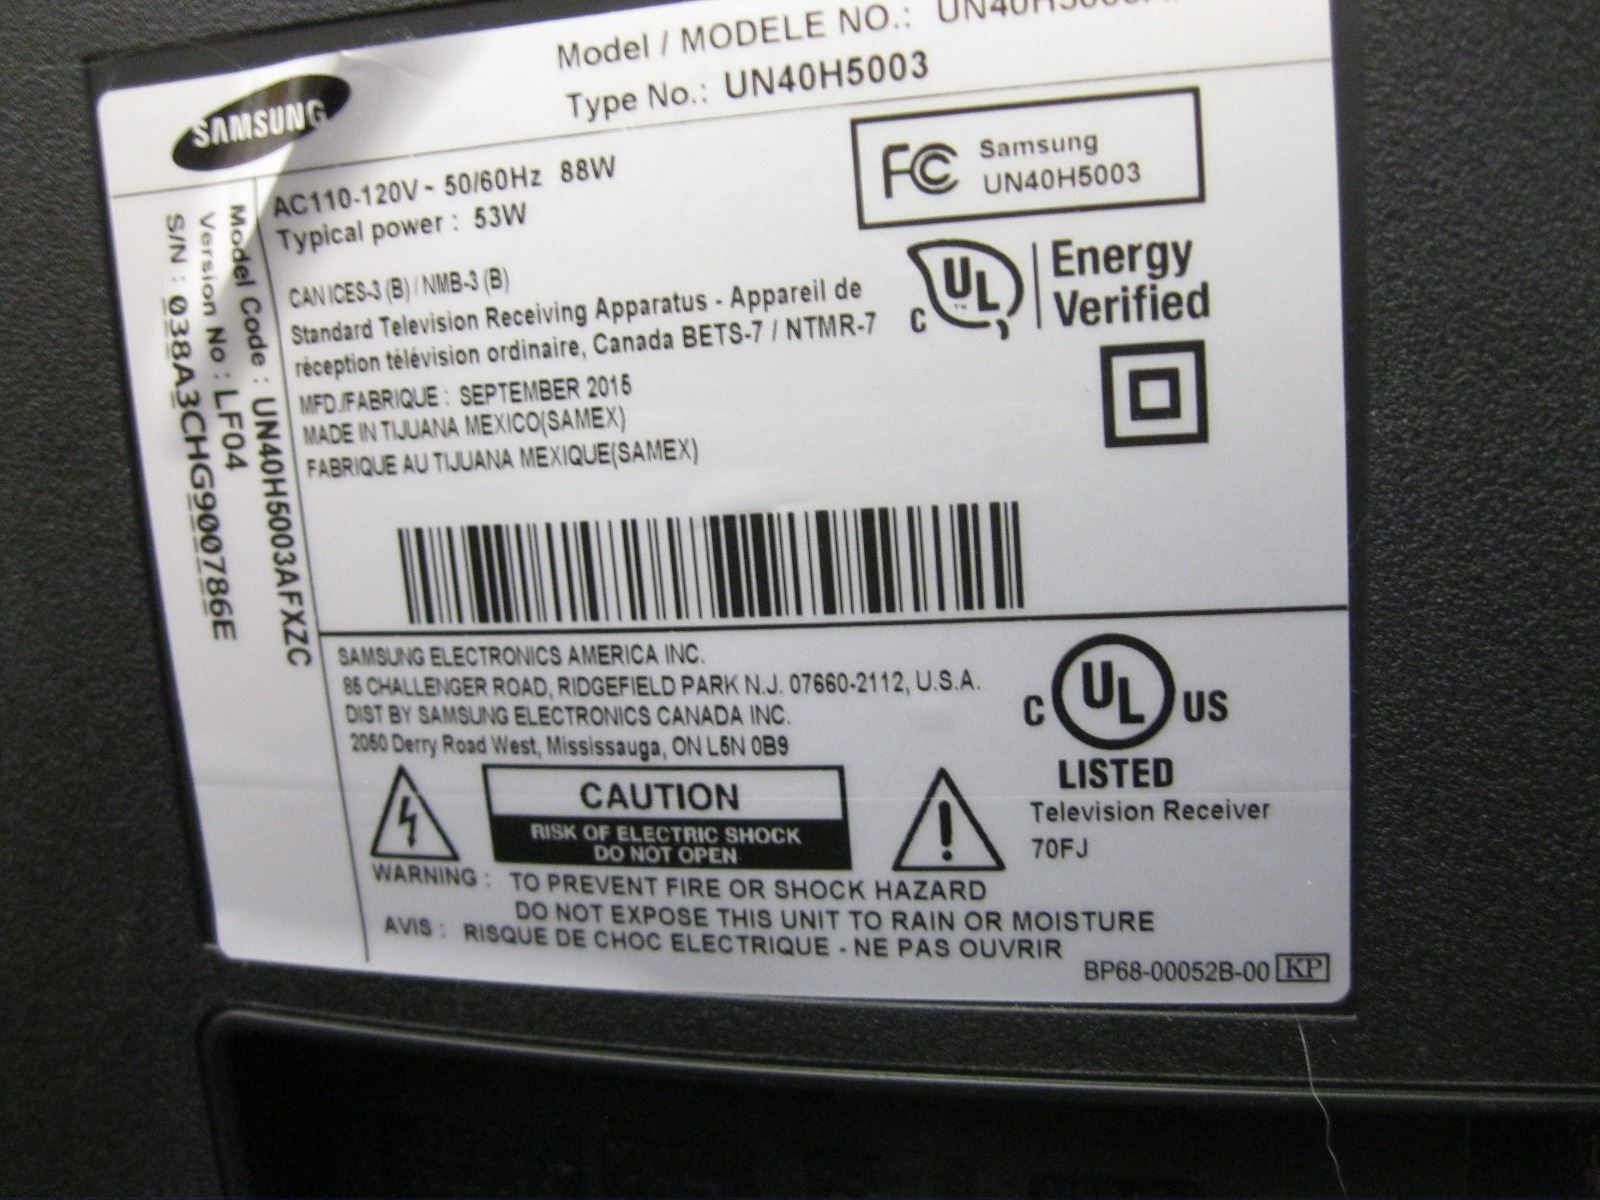 SAMSUNG
Model / MODELE NO.:
Type No.: UN40H5003
AC110-120V~ 50/60Hz 88W
Typical power : 53W
FC Samsung
UN40H5003
CAN ICES-3 (B) / NMB-3 (B)
Standard Television Receiving Apparatus - Appareil de
réception télévision ordinaire, Canada BETS-7 / NTMR-7
C UL Energy
Verified
MFD./FABRIQUE : SEPTEMBER 2015
MADE IN TIJUANA MEXICO(SAMEX)
FABRIQUE AU TIJUANA MEXIQUE(SAMEX)
Model Code : UN40H5003AFXZC
Version No : LF04
S/N : 038A3CHG900786E
SAMSUNG ELECTRONICS AMERICA INC.
85 CHALLENGER ROAD, RIDGEFIELD PARK N.J. 07660-2112, U.S.A.
DIST BY SAMSUNG ELECTRONICS CANADA INC.
2050 Derry Road West, Mississauga, ON L5N 0B9
C UL US
LISTED
Television Receiver
70FJ
CAUTION
RISK OF ELECTRIC SHOCK
DO NOT OPEN
WARNING : TO PREVENT FIRE OR SHOCK HAZARD
DO NOT EXPOSE THIS UNIT TO RAIN OR MOISTURE
AVIS : RISQUE DE CHOC ELECTRIQUE - NE PAS OUVRIR
BP68-00052B-00 KP